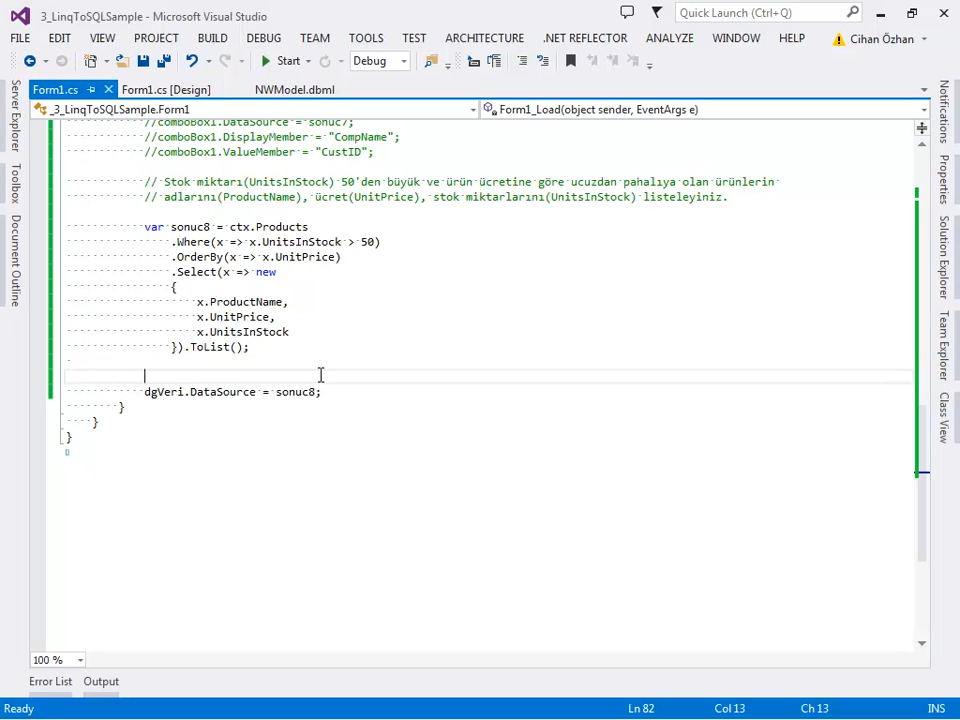 3_LinqToSQLSample - Microsoft Visual Studio
Quick Launch (Ctrl+Q)
FILE EDIT VIEW PROJECT BUILD DEBUG TEAM TOOLS TEST ARCHITECTURE .NET REFLECTOR ANALYZE WINDOW HELP Cihan Özhan
Start Debug
Form1.cs Form1.cs [Design] NWModel.dbml
_3_LinqToSQLSample.Form1 Form1_Load(object sender, EventArgs e)
//comboBox1.DataSource = sonuc7;
//comboBox1.DisplayMember = "CompName";
//comboBox1.ValueMember = "CustID";
// Stok miktarı(UnitsInStock) 50'den büyük ve ürün ücretine göre ucuzdan pahalıya olan ürünlerin
// adlarını(ProductName), ücret(UnitPrice), stok miktarlarını(UnitsInStock) listeleyiniz.
var sonuc8 = ctx.Products
.Where(x => x.UnitsInStock > 50)
.OrderBy(x => x.UnitPrice)
.Select(x => new
{
x.ProductName,
x.UnitPrice,
x.UnitsInStock
}).ToList();
dgVeri.DataSource = sonuc8;
}
}
}
Server Explorer
Toolbox
Document Outline
Notifications
Properties
Solution Explorer
Team Explorer
Class View
100 %
Error List Output
Ready Ln 82 Col 13 Ch 13 INS